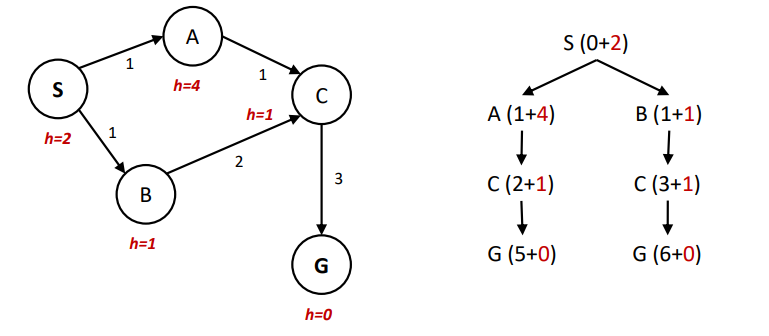 A
1
1
S
h=4
C
h=1
h=2
1
2
3
B
h=1
G
h=0
S (0+2)
A (1+4)
B (1+1)
C (2+1)
C (3+1)
G (5+0)
G (6+0)